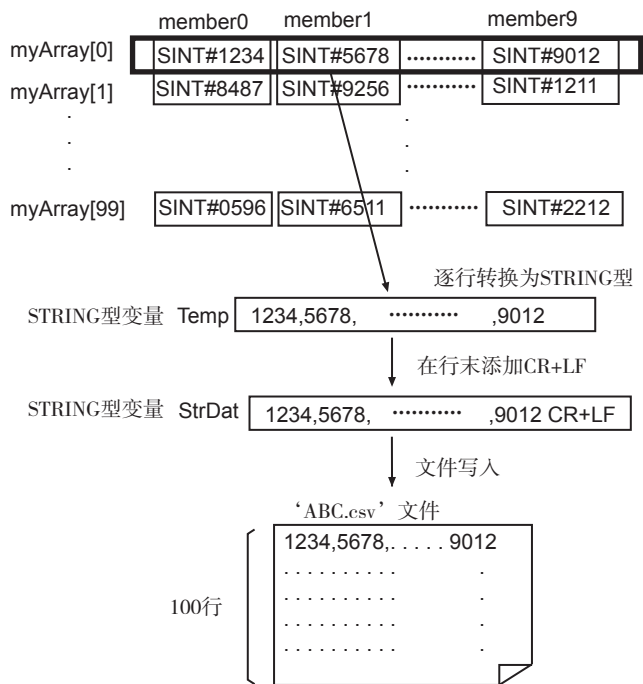 member0 member1 member9
myArray[0] SINT#1234 SINT#5678 ........... SINT#9012
myArray[1] SINT#8487 SINT#9256 ........... SINT#1211
. .
. .
. .
myArray[99] SINT#0596 SINT#6511 ........... SINT#2212
逐行转换为STRING型
STRING型变量 Temp 1234,5678, ........... ,9012
在行末添加CR+LF
STRING型变量 StrDat 1234,5678, ........... ,9012 CR+LF
文件写入
‘ABC.csv’文件
1234,5678,. . . . . 9012
. . . . . . . . . . .
. . . . . . . . . . .
100行
. . . . . . . . . . .
. . . . . . . . . . .